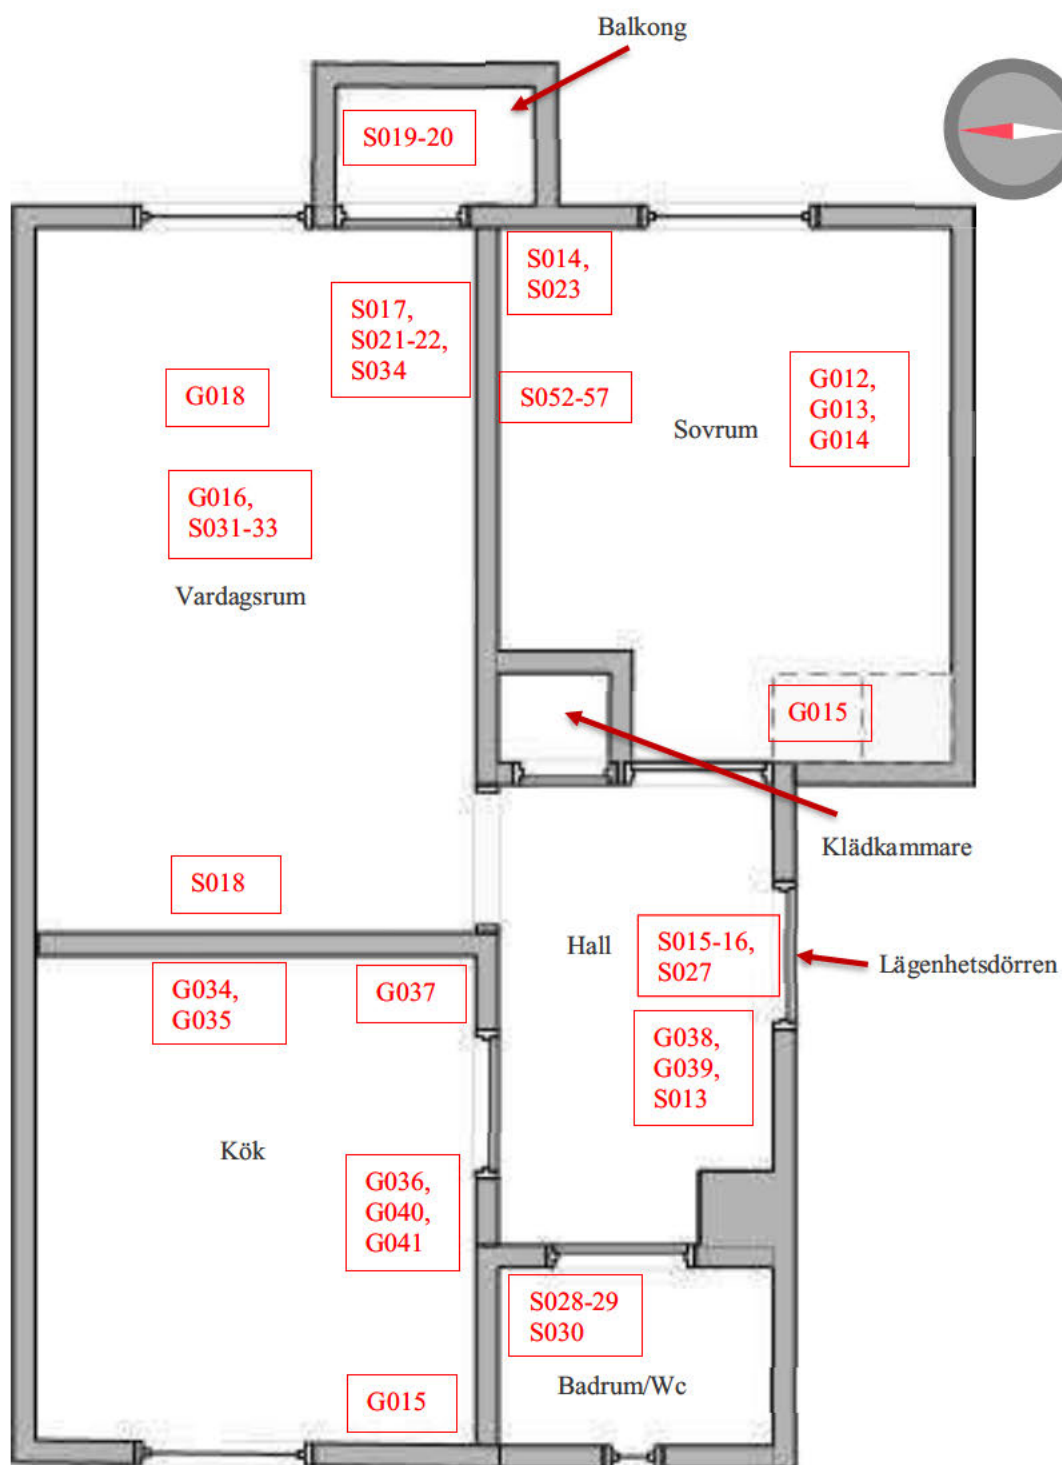 Balkong
S019-20
S014,
S023
S017,
S021-22,
S034
G018
S052-57
G012,
G013,
G014
Sovrum
G016,
S031-33
Vardagsrum
G015
Klädkammare
S018
Hall
S015-16,
S027
Lägenhetsdörren
G034,
G035
G037
G038,
G039,
S013
Kök
G036,
G040,
G041
S028-29
S030
Badrum/Wc
G015